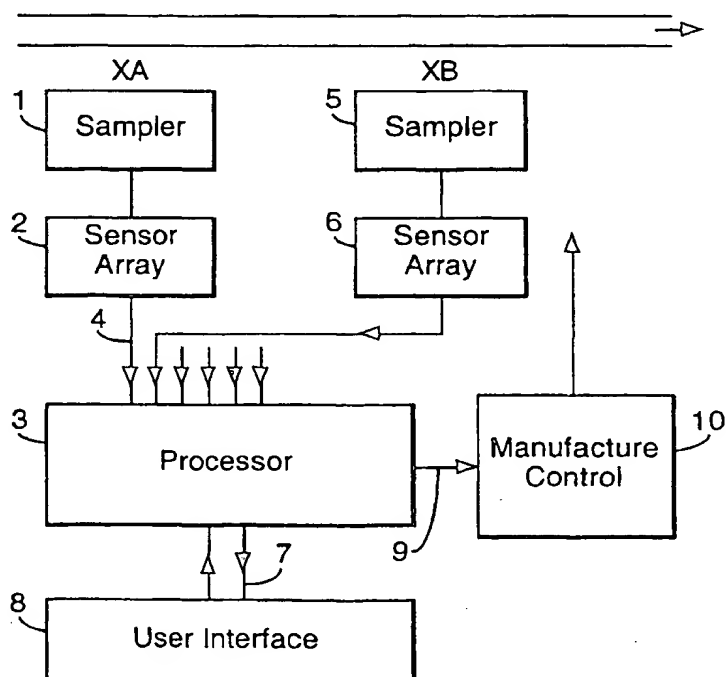 XA XB
1 Sampler 5 Sampler
2 Sensor Array 6 Sensor Array
4
3 Processor
Manufacture Control 10
9
7
8 User Interface